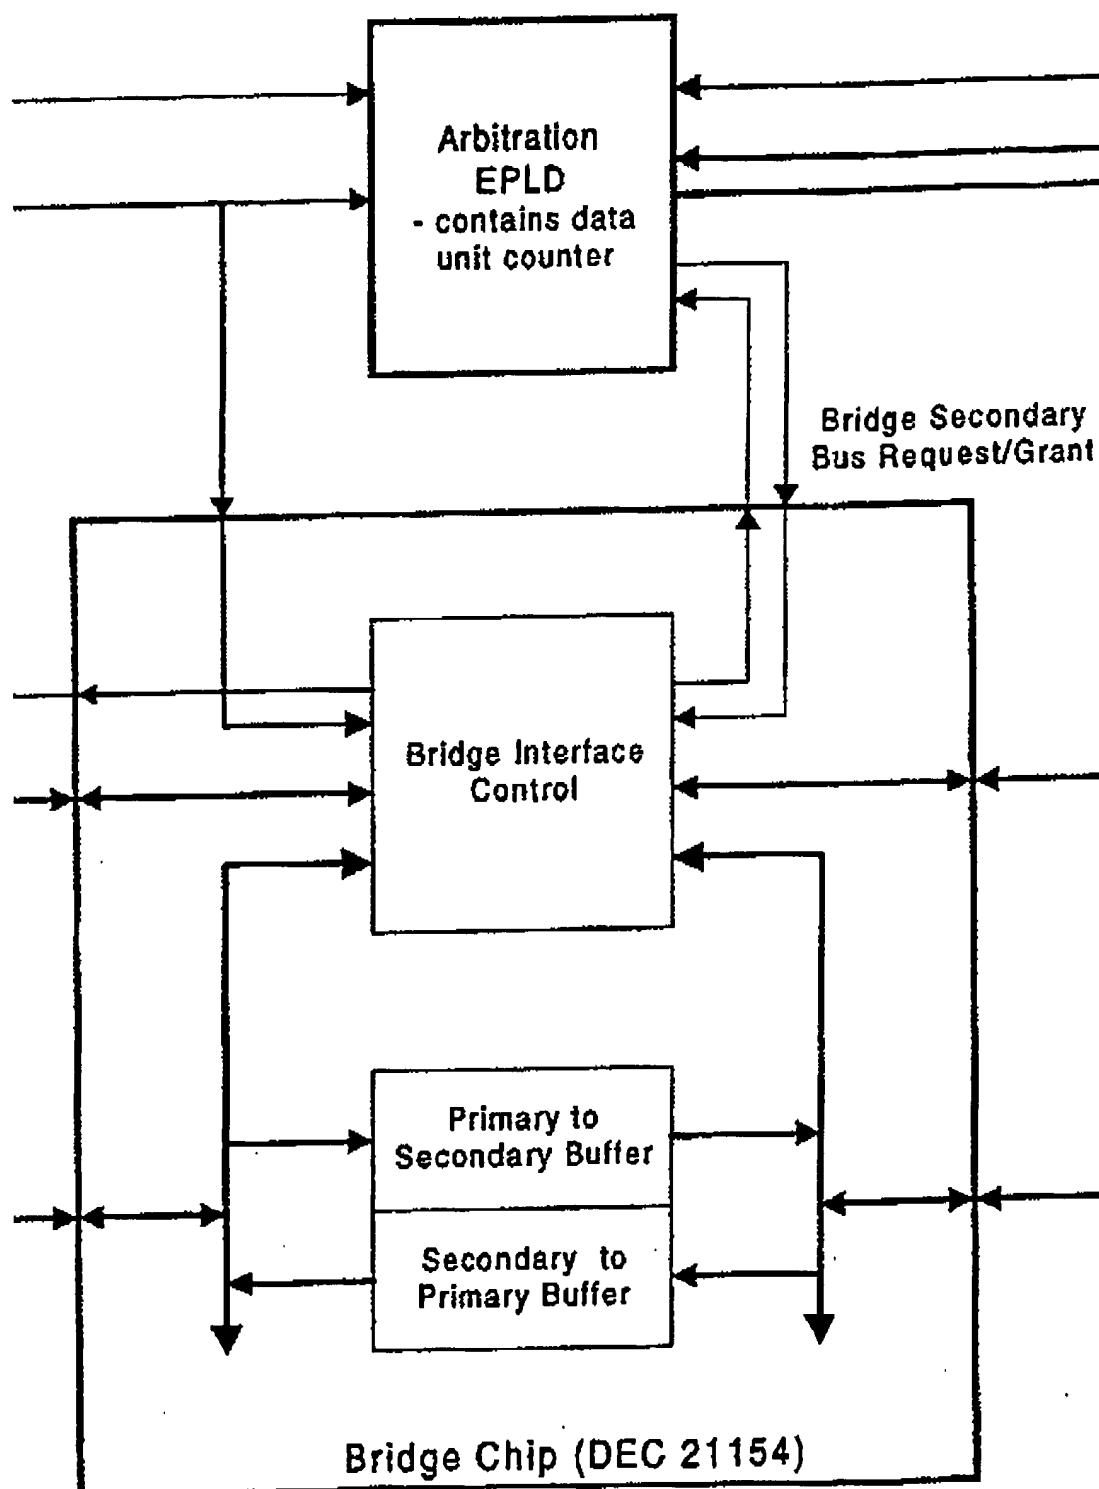 Arbitration
EPLD
- contains data
unit counter
Bridge Secondary
Bus Request/Grant
Bridge Interface
Control
Primary to
Secondary Buffer
Secondary to
Primary Buffer
Bridge Chip (DEC 21154)